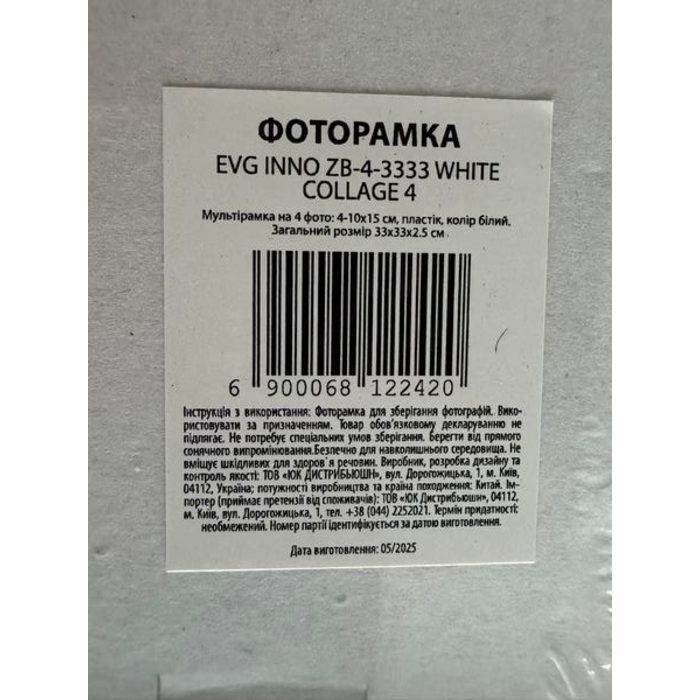 ФОТОРАМКА
EVG INNO ZB-4-3333 WHITE
COLLAGE 4
Мультірамка на 4 фото: 4-10х15 см, пластік, колір білий.
Загальний розмір 33х33х2.5 см
6 900068 122420
Інструкція з використання: Фоторамка для зберігання фотографій. Вико-
ристовувати за призначенням. Товар обов'язковому декларуванню не
підлягає. Не потребує спеціальних умов зберігання. Берегти від прямого
сонячного випромінювання.Безпечно для навколишнього середовища. Не
вміщує шкідливих для здоров'я речовин. Виробник, розробка дизайну та
контроль якості: ТОВ «ЮК ДИСТРИБЬЮШН», вул. Дорогожицька, 1, м. Київ,
04112, Україна; потужності виробництва та країна походження: Китай. Ім-
портер (приймає претензії від споживачів): ТОВ «ЮК Дистрибьюшн», 04112,
м. Київ, вул. Дорогожицька, 1, тел. +38 (044) 2252021. Термін придатності:
необмежений. Номер партії ідентифікується за датою виготовлення.
Дата виготовлення: 05/2025